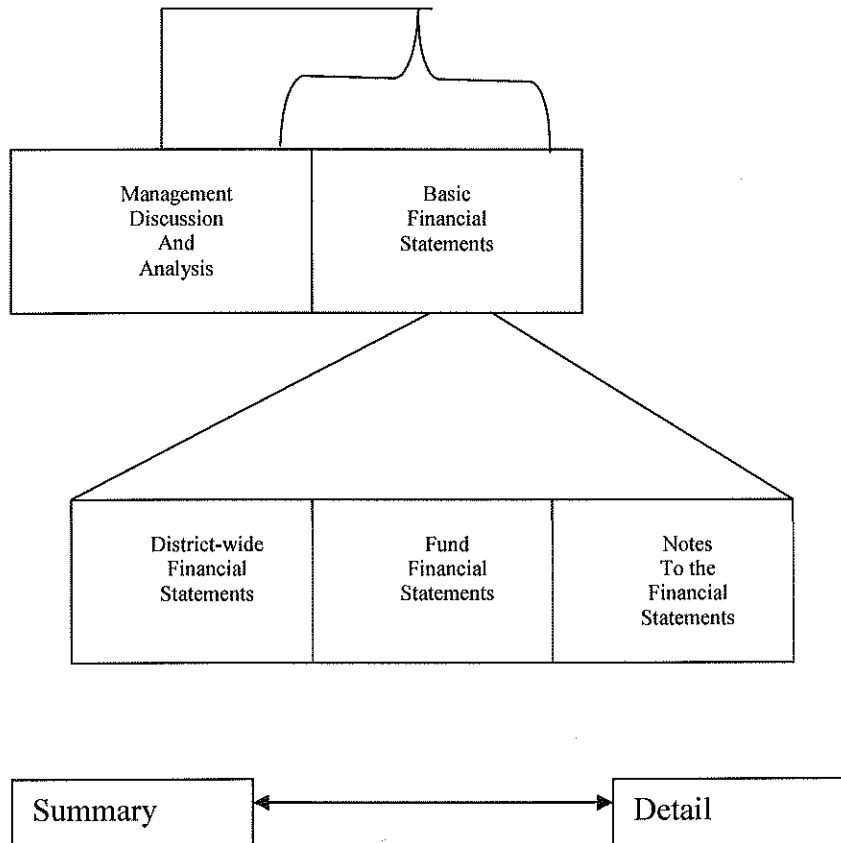 Management
Discussion
And
Analysis
Basic
Financial
Statements
District-wide
Financial
Statements
Fund
Financial
Statements
Notes
To the
Financial
Statements
Summary
Detail